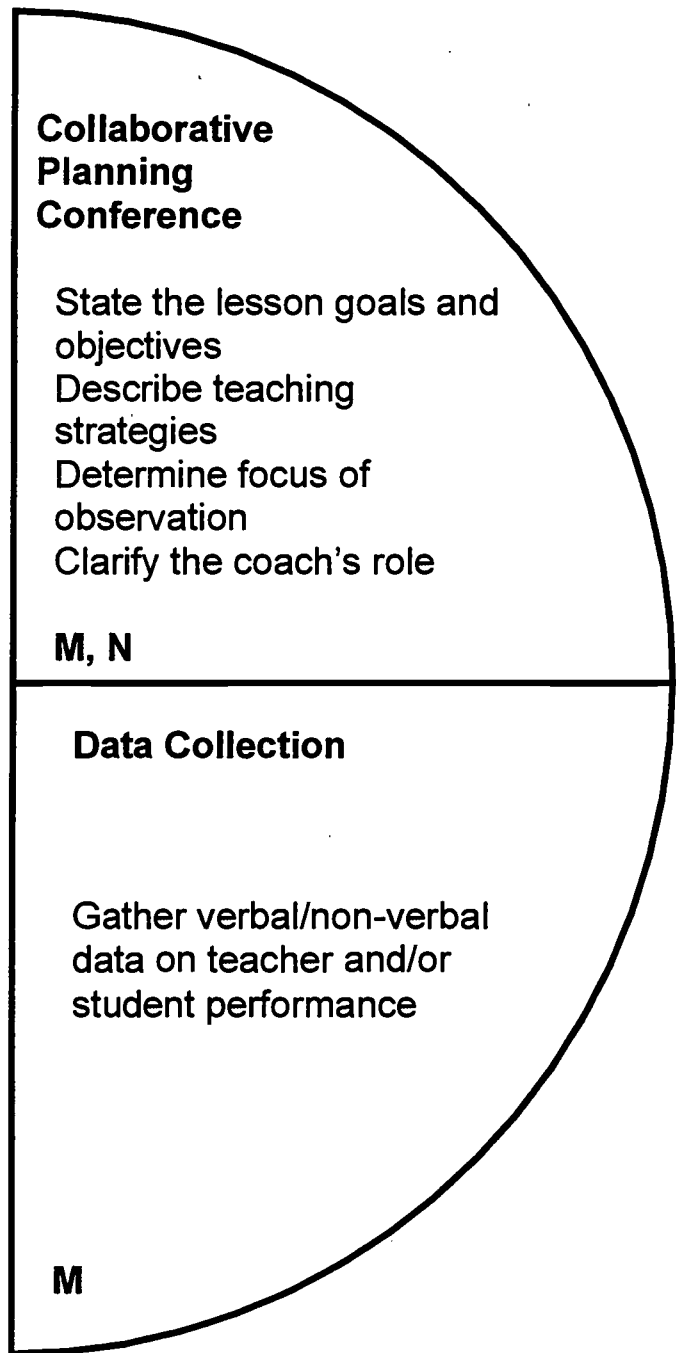 Collaborative
Planning
Conference
State the lesson goals and
objectives
Describe teaching
strategies
Determine focus of
observation
Clarify the coach's role
M, N
Data Collection
Gather verbal/non-verbal
data on teacher and/or
student performance
M